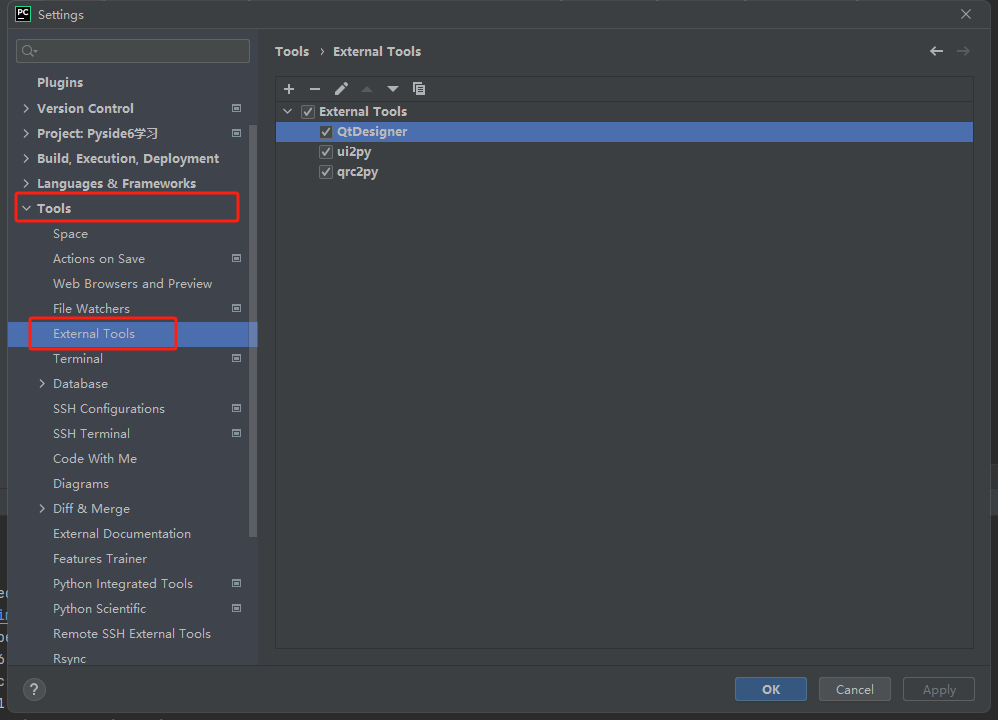 PC
Settings
Plugins
Version Control
Project: Pyside6学习
Build, Execution, Deployment
Languages & Frameworks
Tools
Space
Actions on Save
Web Browsers and Preview
File Watchers
External Tools
Terminal
Database
SSH Configurations
SSH Terminal
Code With Me
Diagrams
Diff & Merge
External Documentation
Features Trainer
Python Integrated Tools
Python Scientific
Remote SSH External Tools
Rsync
Tools › External Tools
External Tools
QtDesigner
ui2py
qrc2py
?
OK
Cancel
Apply